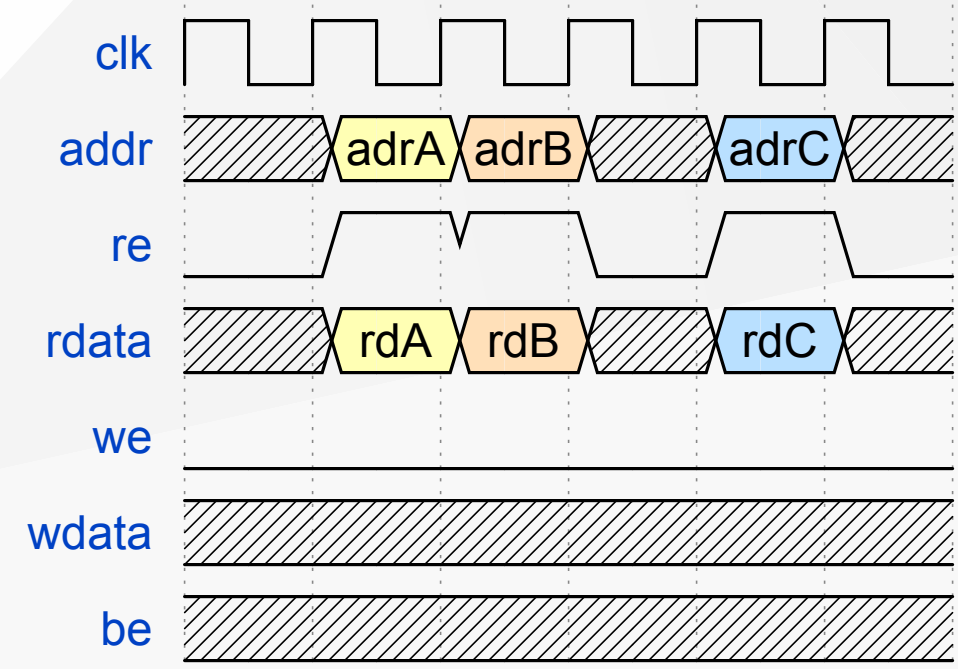 clk
addr adrA adrB adrC
re
rdata rdA rdB rdC
we
wdata
be